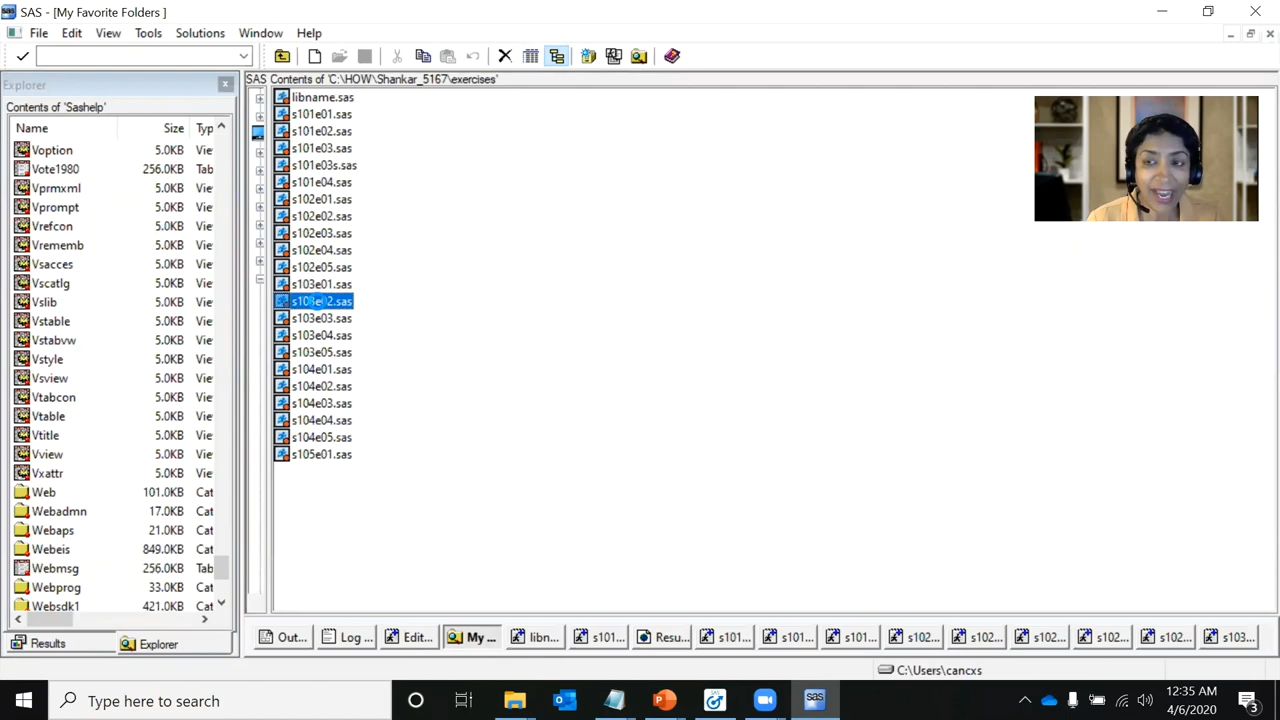 SAS - [My Favorite Folders ]
File Edit View Tools Solutions Window Help
Explorer
Contents of 'Sashelp'
Name Size Typ
Voption 5.0KB Vie
Vote1980 256.0KB Tab
Vprmxml 5.0KB Vie
Vprompt 5.0KB Vie
Vrefcon 5.0KB Vie
Vrememb 5.0KB Vie
Vsacces 5.0KB Vie
Vscatlg 5.0KB Vie
Vslib 5.0KB Vie
Vstable 5.0KB Vie
Vstabvw 5.0KB Vie
Vstyle 5.0KB Vie
Vsview 5.0KB Vie
Vtabcon 5.0KB Vie
Vtable 5.0KB Vie
Vtitle 5.0KB Vie
Vview 5.0KB Vie
Vxattr 5.0KB Vie
Web 101.0KB Cat
Webadmn 17.0KB Cat
Webaps 21.0KB Cat
Webeis 849.0KB Cat
Webmsg 256.0KB Tab
Webprog 33.0KB Cat
Websdk1 421.0KB Cat
Results Explorer
SAS Contents of 'C:\HOW\Shankar_5167\exercises'
libname.sas
s101e01.sas
s101e02.sas
s101e03.sas
s101e03s.sas
s101e04.sas
s102e01.sas
s102e02.sas
s102e03.sas
s102e04.sas
s102e05.sas
s103e01.sas
s103e02.sas
s103e03.sas
s103e04.sas
s103e05.sas
s104e01.sas
s104e02.sas
s104e03.sas
s104e04.sas
s104e05.sas
s105e01.sas
Out... Log ... Edit... My ... libn... s101... Resu... s101... s101... s101... s102... s102... s102... s102... s102... s103...
C:\Users\cancxs
Type here to search
sas
12:35 AM
4/6/2020
3